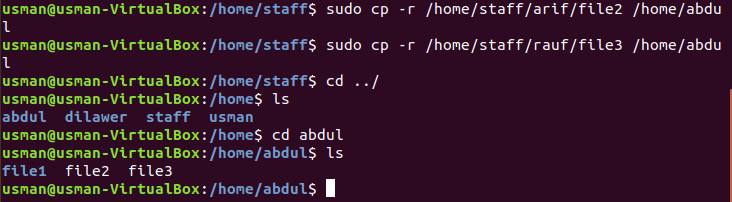 usman@usman-VirtualBox:/home/staff$ sudo cp -r /home/staff/arif/file2 /home/abdu
l
usman@usman-VirtualBox:/home/staff$ sudo cp -r /home/staff/rauf/file3 /home/abdu
l
usman@usman-VirtualBox:/home/staff$ cd ../
usman@usman-VirtualBox:/home$ ls
abdul  dilawer  staff  usman
usman@usman-VirtualBox:/home$ cd abdul
usman@usman-VirtualBox:/home/abdul$ ls
file1  file2  file3
usman@usman-VirtualBox:/home/abdul$